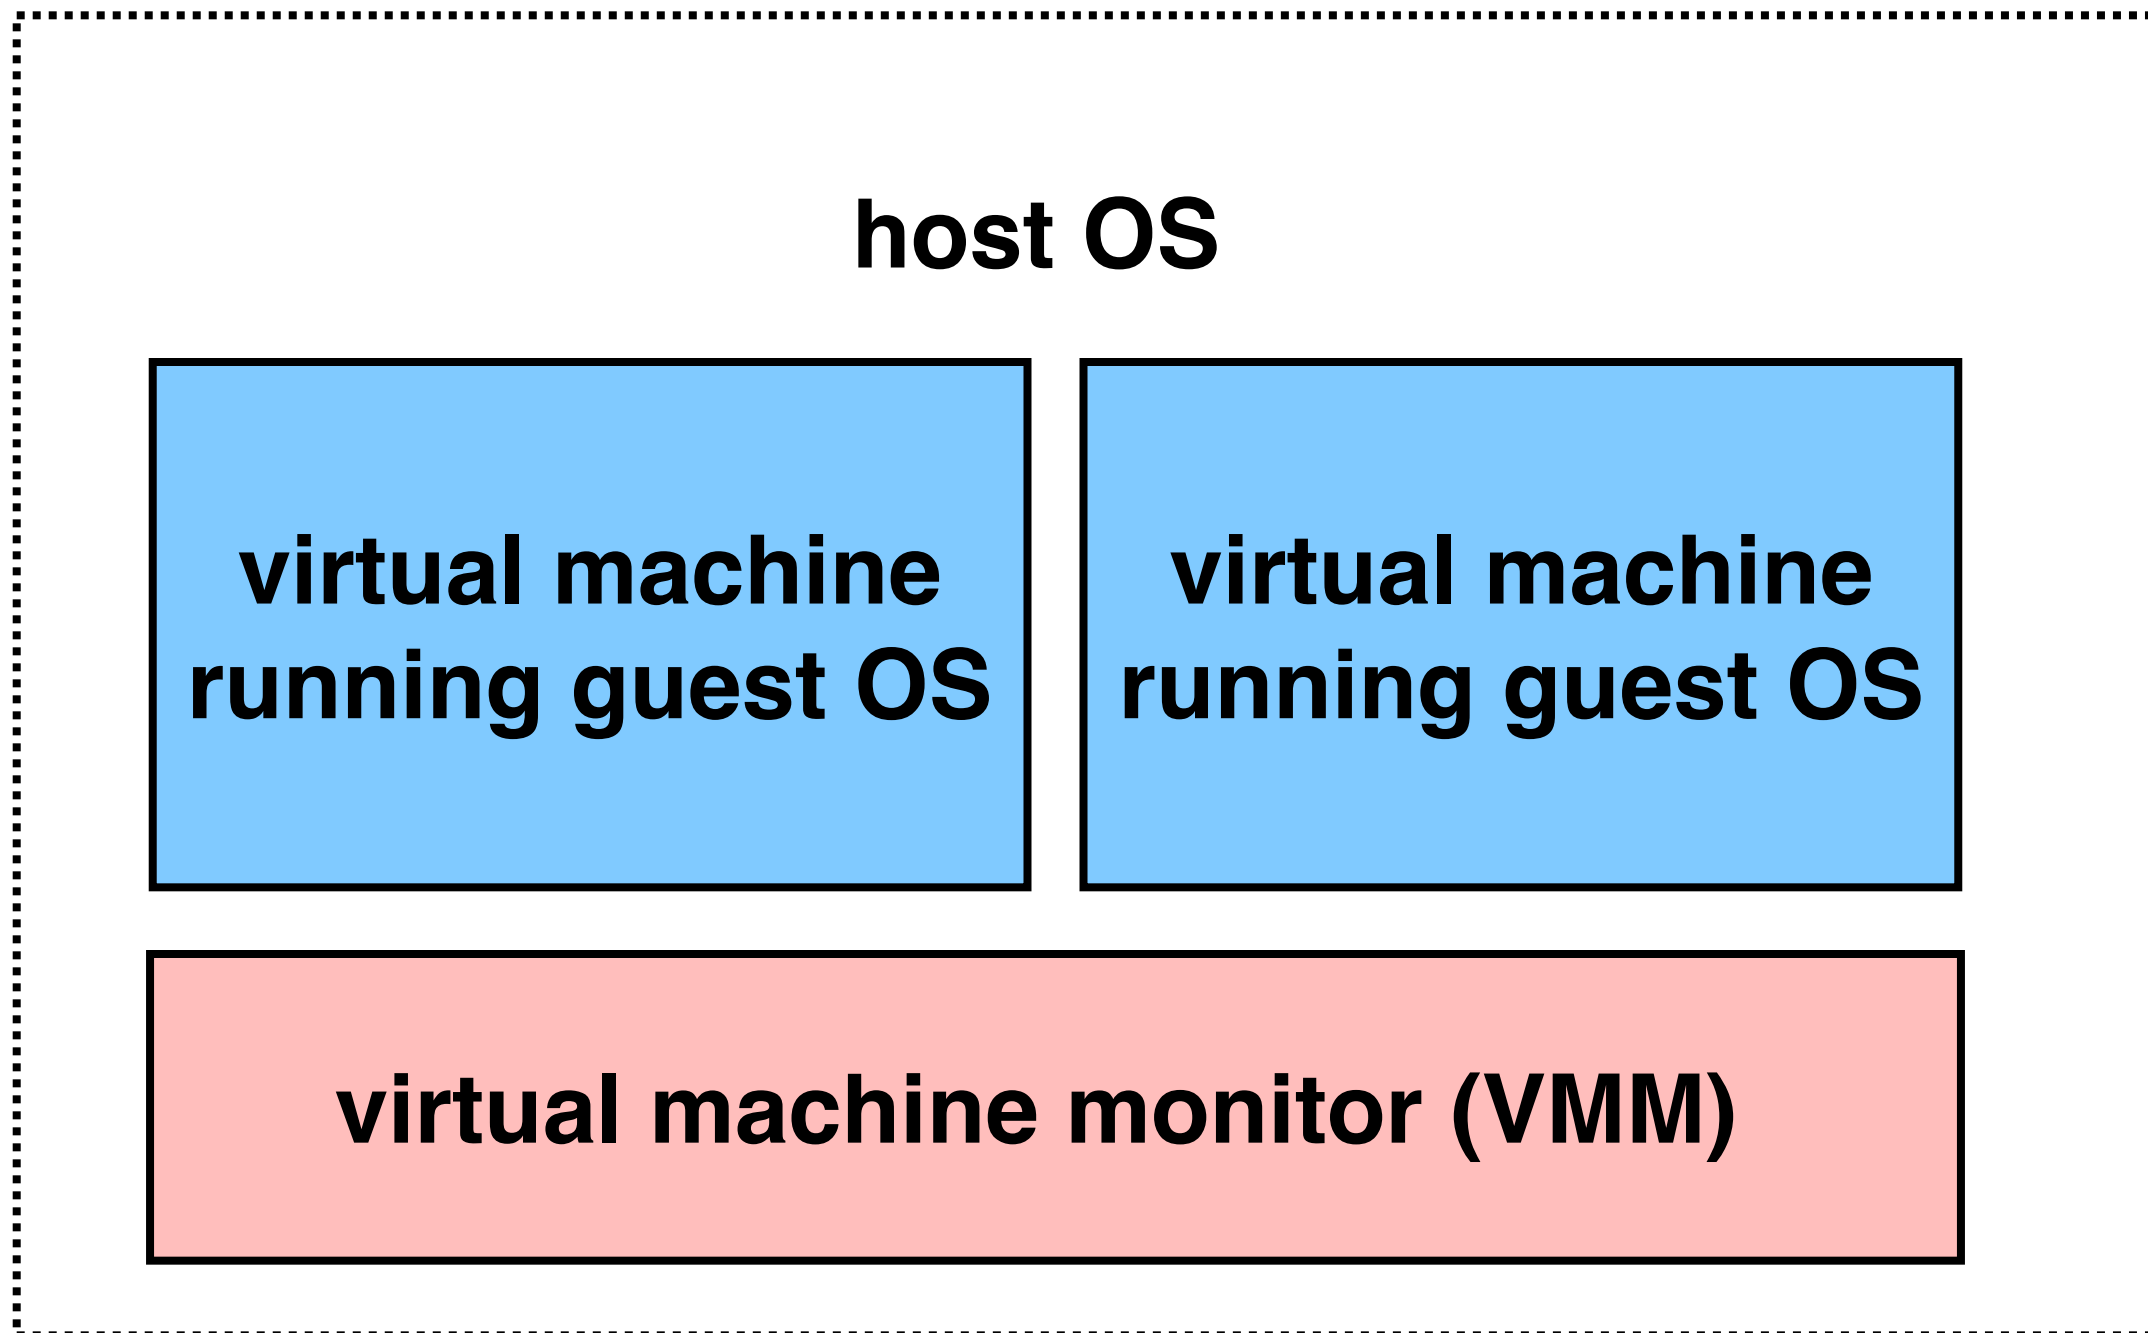 host OS
virtual machine
running guest OS
virtual machine
running guest OS
virtual machine monitor (VMM)